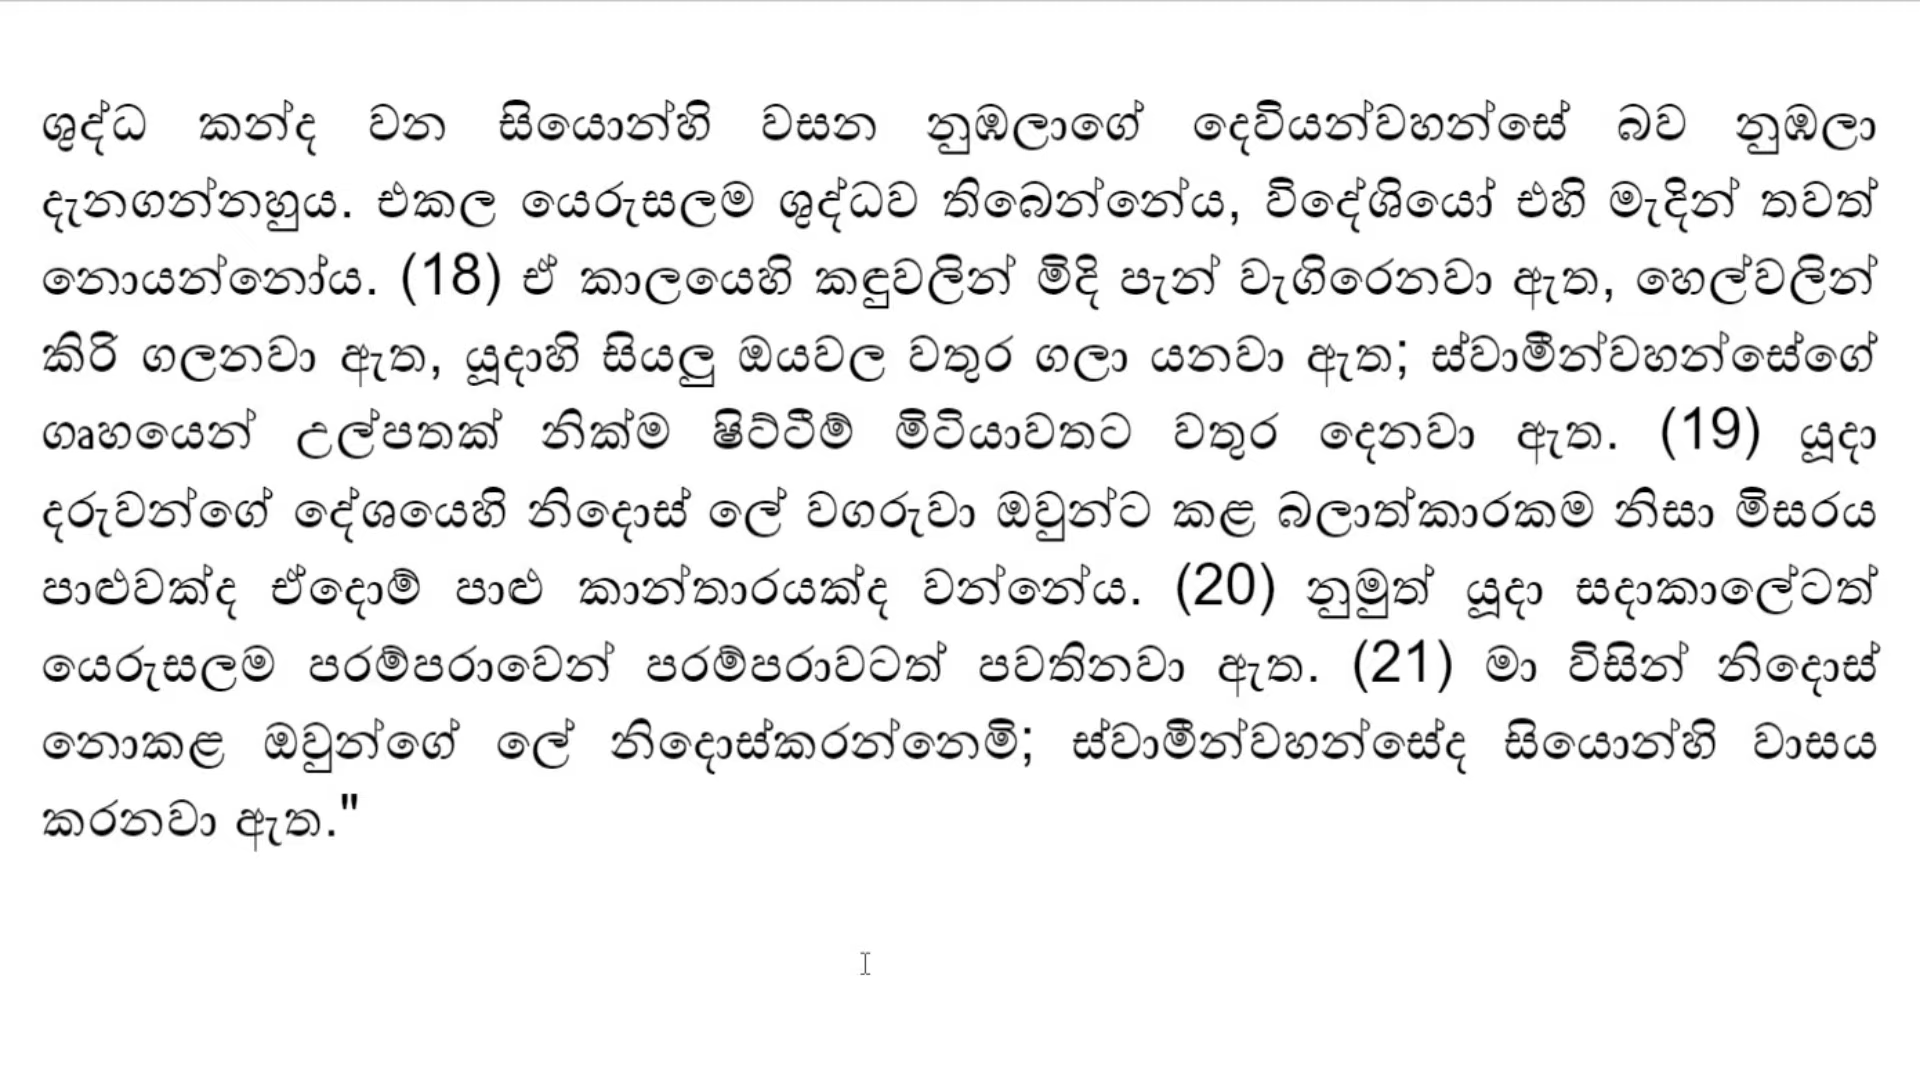 ශුද්ධ කන්ද වන සියොන්හි වසන නුඹලාගේ දෙවියන්වහන්සේ බව නුඹලා
දැනගන්නහුය. එකල යෙරුසලම ශුද්ධව තිබෙන්නේය, විදේශියෝ එහි මැදින් තවත්
නොයන්නෝය. (18) ඒ කාලයෙහි කඳුවලින් මිදි පැන් වැගිරෙනවා ඇත, හෙල්වලින්
කිරි ගලනවා ඇත, යූදාහි සියලු ඔයවල වතුර ගලා යනවා ඇත; ස්වාමීන්වහන්සේගේ
ගෘහයෙන් උල්පතක් නික්ම ෂිට්ටීම් මිටියාවතට වතුර දෙනවා ඇත. (19) යූදා
දරුවන්ගේ දේශයෙහි නිදොස් ලේ වගරුවා ඔවුන්ට කළ බලාත්කාරකම නිසා මිසරය
පාළුවක්ද ඒදොම් පාළු කාන්තාරයක්ද වන්නේය. (20) නුමුත් යූදා සදාකාලේටත්
යෙරුසලම පරම්පරාවෙන් පරම්පරාවටත් පවතිනවා ඇත. (21) මා විසින් නිදොස්
නොකළ ඔවුන්ගේ ලේ නිදොස්කරන්නෙමි; ස්වාමීන්වහන්සේද සියොන්හි වාසය
කරනවා ඇත."